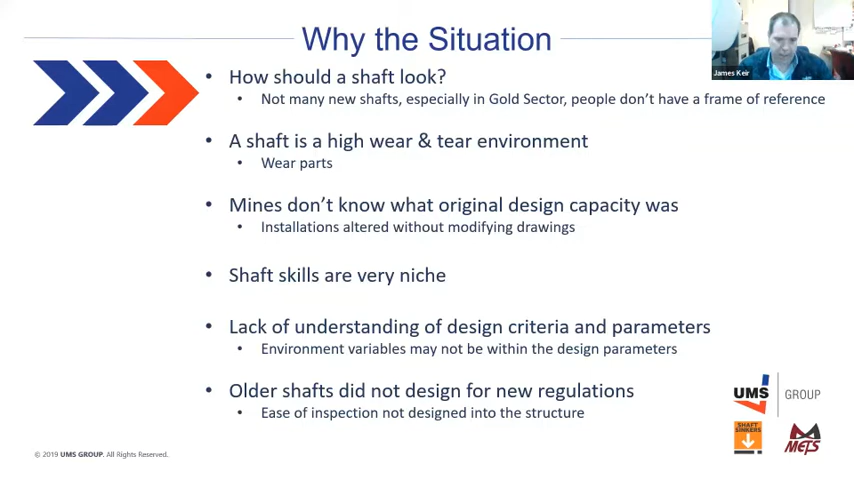 Why the Situation
James Keir
• How should a shaft look?
• Not many new shafts, especially in Gold Sector, people don't have a frame of reference
• A shaft is a high wear & tear environment
• Wear parts
• Mines don't know what original design capacity was
• Installations altered without modifying drawings
• Shaft skills are very niche
• Lack of understanding of design criteria and parameters
• Environment variables may not be within the design parameters
• Older shafts did not design for new regulations
• Ease of inspection not designed into the structure
UMS GROUP
SHAFT
SINKERS
METS
© 2019 UMS GROUP. All Rights Reserved.